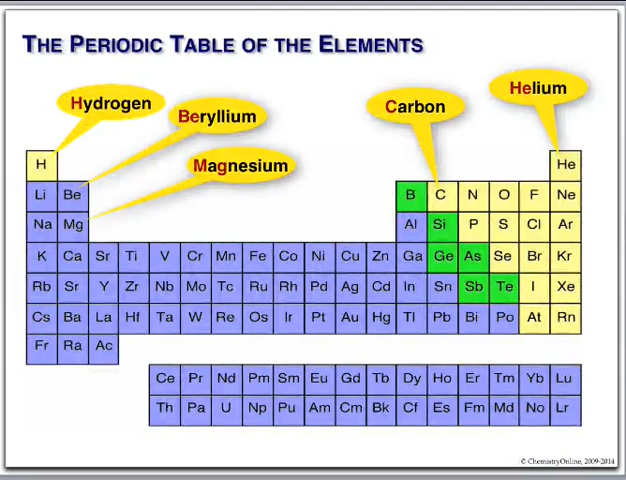 THE PERIODIC TABLE OF THE ELEMENTS
Hydrogen
Beryllium
Magnesium
Carbon
Helium
H He
Li Be B C N O F Ne
Na Mg Al Si P S Cl Ar
K Ca Sr Ti V Cr Mn Fe Co Ni Cu Zn Ga Ge As Se Br Kr
Rb Sr Y Zr Nb Mo Tc Ru Rh Pd Ag Cd In Sn Sb Te I Xe
Cs Ba La Hf Ta W Re Os Ir Pt Au Hg Tl Pb Bi Po At Rn
Fr Ra Ac
Ce Pr Nd Pm Sm Eu Gd Tb Dy Ho Er Tm Yb Lu
Th Pa U Np Pu Am Cm Bk Cf Es Fm Md No Lr
© ChemistryOnline, 2009-2014